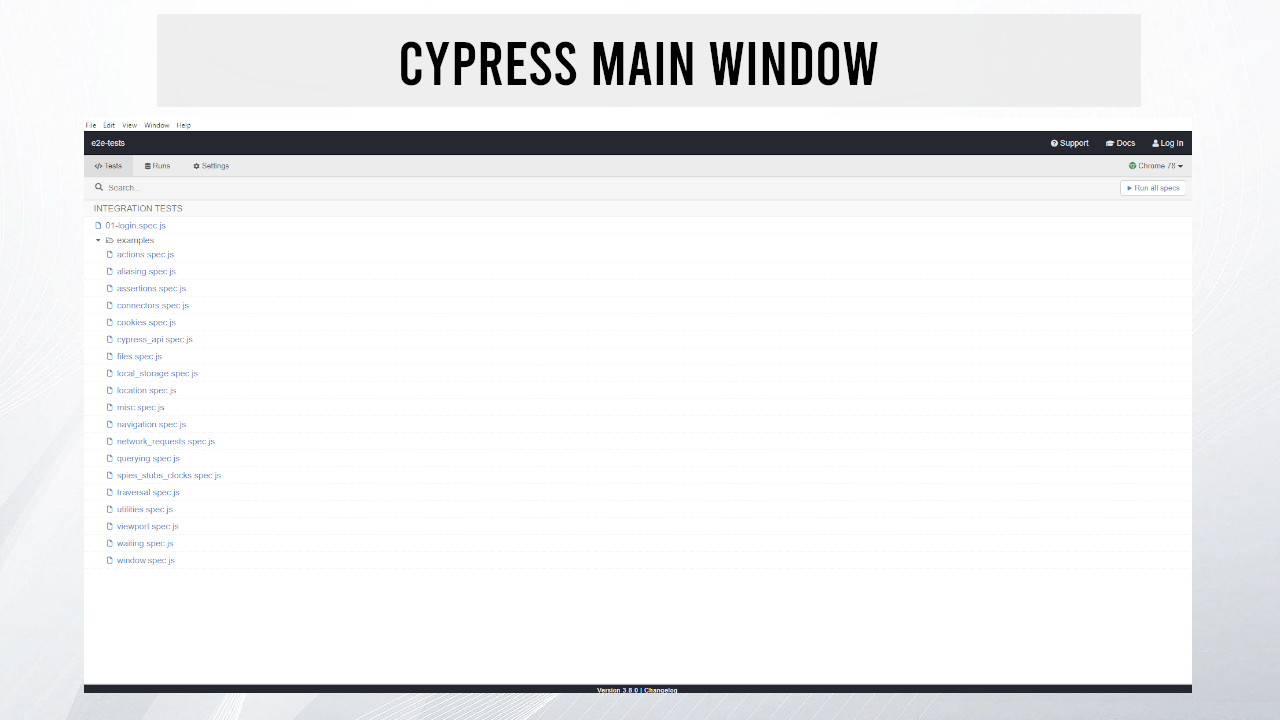 CYPRESS MAIN WINDOW
File Edit View Window Help
e2e-tests Support Docs Log In
Tests Runs Settings Chrome 78
Search... Run all specs
INTEGRATION TESTS
01-login.spec.js
examples
actions.spec.js
aliasing.spec.js
assertions.spec.js
connectors.spec.js
cookies.spec.js
cypress_api.spec.js
files.spec.js
local_storage.spec.js
location.spec.js
misc.spec.js
navigation.spec.js
network_requests.spec.js
querying.spec.js
spies_stubs_clocks.spec.js
traversal.spec.js
utilities.spec.js
viewport.spec.js
waiting.spec.js
window.spec.js
Version 3.8.0 | Changelog